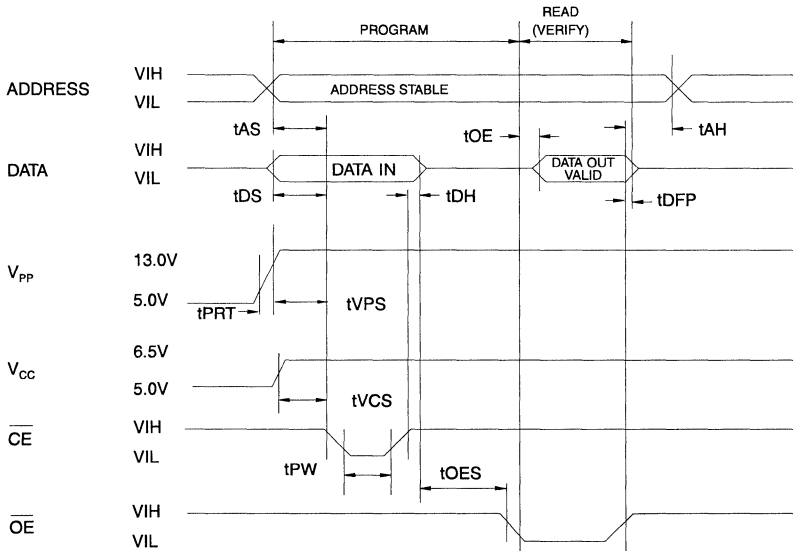 READ
PROGRAM (VERIFY)
ADDRESS VIH
VIL
ADDRESS STABLE
tAS tOE tAH
DATA VIH
VIL
DATA IN
DATA OUT
VALID
tDS tDH tDFP
VPP 13.0V
5.0V
tPRT tVPS
VCC 6.5V
5.0V
tVCS
CE VIH
VIL
tPW tOES
OE VIH
VIL